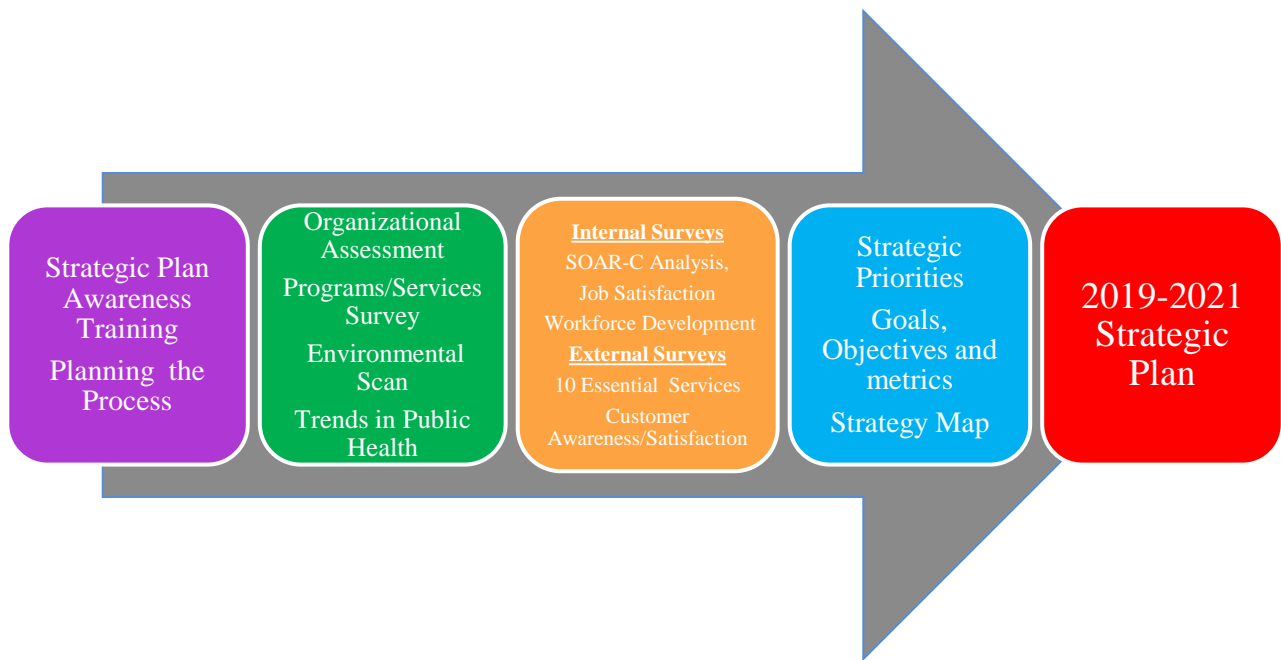 Strategic Plan
Awareness
Training
Planning the
Process
Organizational
Assessment
Programs/Services
Survey
Environmental
Scan
Trends in Public
Health
Internal Surveys
SOAR-C Analysis,
Job Satisfaction
Workforce Development
External Surveys
10 Essential Services
Customer
Awareness/Satisfaction
Strategic
Priorities
Goals,
Objectives and
metrics
Strategy Map
2019-2021
Strategic
Plan